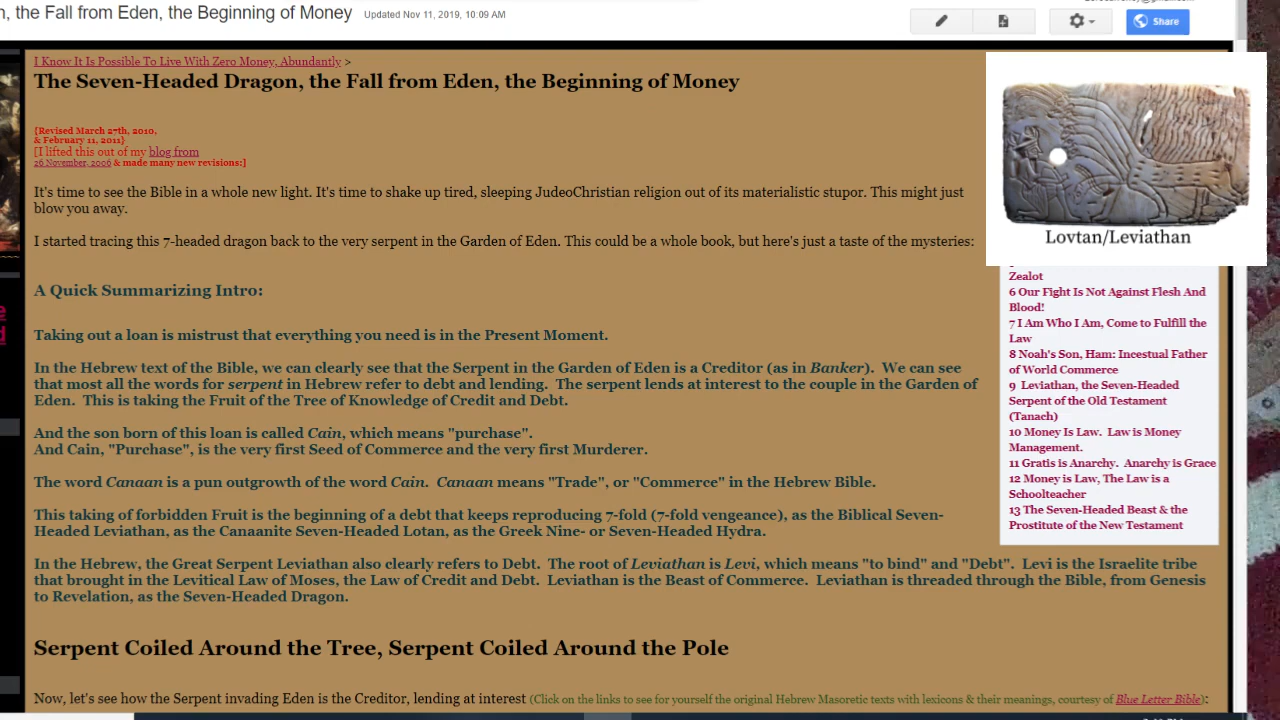 n, the Fall from Eden, the Beginning of Money Updated Nov 11, 2019, 10:09 AM
Share
I Know It Is Possible To Live With Zero Money, Abundantly >
The Seven-Headed Dragon, the Fall from Eden, the Beginning of Money
{Revised March 27th, 2010,
& February 11, 2011}
[I lifted this out of my blog from
26 November, 2006 & made many new revisions:]
It's time to see the Bible in a whole new light. It's time to shake up tired, sleeping JudeoChristian religion out of its materialistic stupor. This might just
blow you away.
I started tracing this 7-headed dragon back to the very serpent in the Garden of Eden. This could be a whole book, but here's just a taste of the mysteries:
A Quick Summarizing Intro:
Taking out a loan is mistrust that everything you need is in the Present Moment.
In the Hebrew text of the Bible, we can clearly see that the Serpent in the Garden of Eden is a Creditor (as in Banker). We can see
that most all the words for serpent in Hebrew refer to debt and lending. The serpent lends at interest to the couple in the Garden of
Eden. This is taking the Fruit of the Tree of Knowledge of Credit and Debt.
And the son born of this loan is called Cain, which means "purchase".
And Cain, "Purchase", is the very first Seed of Commerce and the very first Murderer.
The word Canaan is a pun outgrowth of the word Cain. Canaan means "Trade", or "Commerce" in the Hebrew Bible.
This taking of forbidden Fruit is the beginning of a debt that keeps reproducing 7-fold (7-fold vengeance), as the Biblical Seven-
Headed Leviathan, as the Canaanite Seven-Headed Lotan, as the Greek Nine- or Seven-Headed Hydra.
In the Hebrew, the Great Serpent Leviathan also clearly refers to Debt. The root of Leviathan is Levi, which means "to bind" and "Debt". Levi is the Israelite tribe
that brought in the Levitical Law of Moses, the Law of Credit and Debt. Leviathan is the Beast of Commerce. Leviathan is threaded through the Bible, from Genesis
to Revelation, as the Seven-Headed Dragon.
Serpent Coiled Around the Tree, Serpent Coiled Around the Pole
Now, let's see how the Serpent invading Eden is the Creditor, lending at interest (Click on the links to see for yourself the original Hebrew Masoretic texts with lexicons & their meanings, courtesy of Blue Letter Bible):
Lovtan/Leviathan
Zealot
6 Our Fight Is Not Against Flesh And
Blood!
7 I Am Who I Am, Come to Fulfill the
Law
8 Noah's Son, Ham: Incestual Father
of World Commerce
9 Leviathan, the Seven-Headed
Serpent of the Old Testament
(Tanach)
10 Money Is Law. Law is Money
Management.
11 Gratis is Anarchy. Anarchy is Grace
12 Money is Law, The Law is a
Schoolteacher
13 The Seven-Headed Beast & the
Prostitute of the New Testament